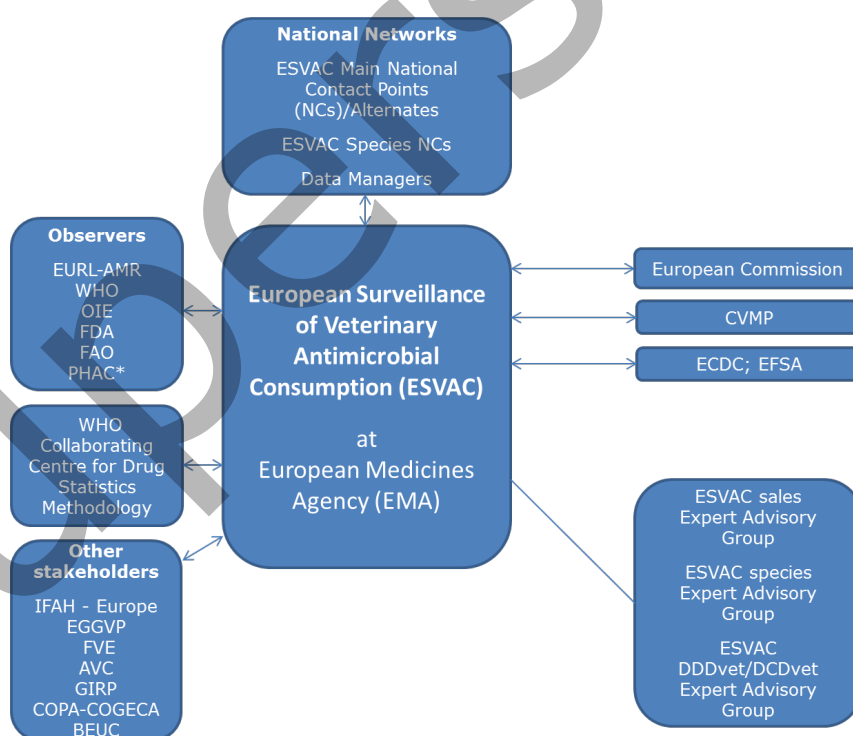 National Networks
ESVAC Main National
Contact Points
(NCs)/Alternates
ESVAC Species NCs
Data Managers
Observers
EURL-AMR
WHO
OIE
FDA
FAO
PHAC*
WHO
Collaborating
Centre for Drug
Statistics
Methodology
Other
stakeholders
IFAH - Europe
EGGVP
FVE
AVC
GIRP
COPA-COGECA
BEUC
European Surveillance
of Veterinary
Antimicrobial
Consumption (ESVAC)
at
European Medicines
Agency (EMA)
European Commission
CVMP
ECDC; EFSA
ESVAC sales
Expert Advisory
Group
ESVAC species
Expert Advisory
Group
ESVAC
DDDvet/DCDvet
Expert Advisory
Group